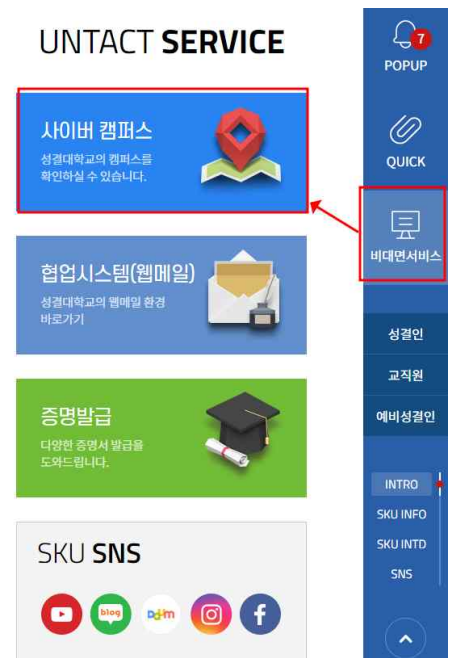 UNTACT SERVICE
사이버 캠퍼스
성결대학교의 캠퍼스를
확인하실 수 있습니다.
협업시스템(웹메일)
성결대학교의 웹메일 환경
바로가기
증명발급
다양한 증명서 발급을
도와드립니다.
SKU SNS
blog
Daum
7
POPUP
QUICK
비대면서비스
성결인
교직원
예비성결인
INTRO
SKU INFO
SKU INTD
SNS